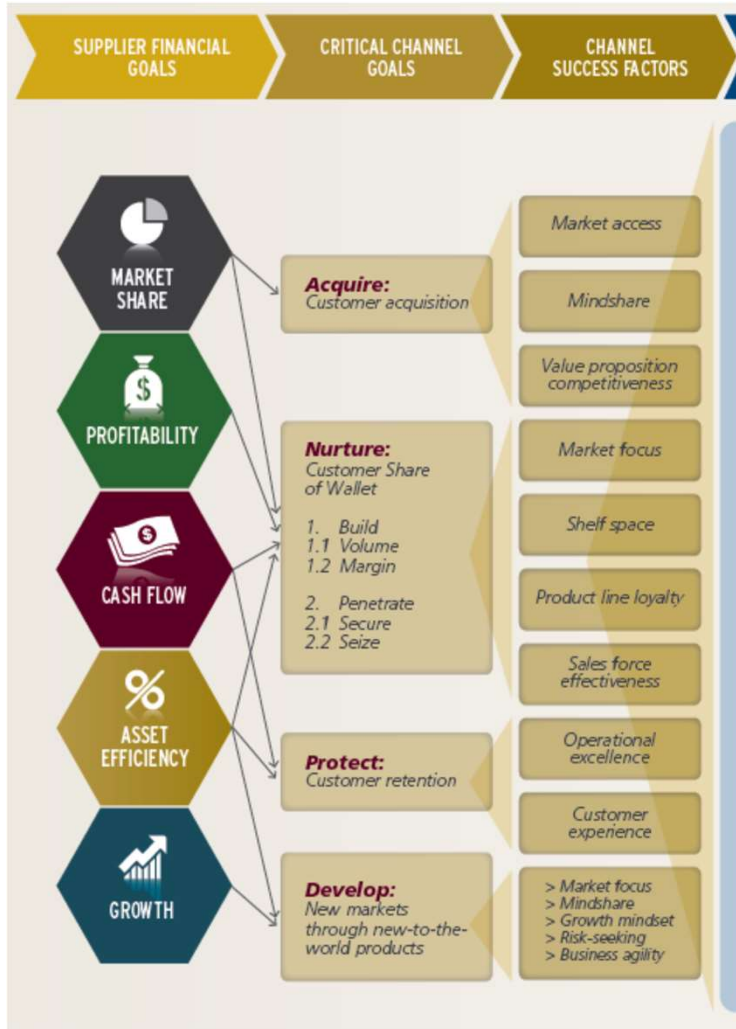 SUPPLIER FINANCIAL
GOALS
CRITICAL CHANNEL
GOALS
CHANNEL
SUCCESS FACTORS
MARKET
SHARE
$
PROFITABILITY
$
CASH FLOW
%
ASSET
EFFICIENCY
GROWTH
Acquire:
Customer acquisition
Nurture:
Customer Share
of Wallet
1. Build
1.1 Volume
1.2 Margin
2. Penetrate
2.1 Secure
2.2 Seize
Protect:
Customer retention
Develop:
New markets
through new-to-the-
world products
Market access
Mindshare
Value proposition
competitiveness
Market focus
Shelf space
Product line loyalty
Sales force
effectiveness
Operational
excellence
Customer
experience
> Market focus
> Mindshare
> Growth mindset
> Risk-seeking
> Business agility